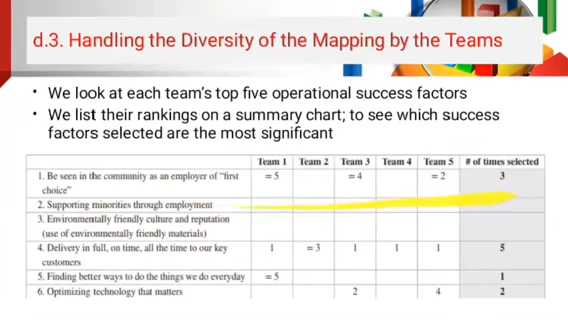 d.3. Handling the Diversity of the Mapping by the Teams
• We look at each team's top five operational success factors
• We list their rankings on a summary chart; to see which success
factors selected are the most significant
Team 1 Team 2 Team 3 Team 4 Team 5 # of times selected
1. Be seen in the community as an employer of "first = 5 = 4 = 2 3
choice"
2. Supporting minorities through employment
3. Environmentally friendly culture and reputation
(use of environmentally friendly materials)
4. Delivery in full, on time, all the time to our key 1 = 3 1 1 1 5
customers
5. Finding better ways to do the things we do everyday = 5 1
6. Optimizing technology that matters 2 4 2